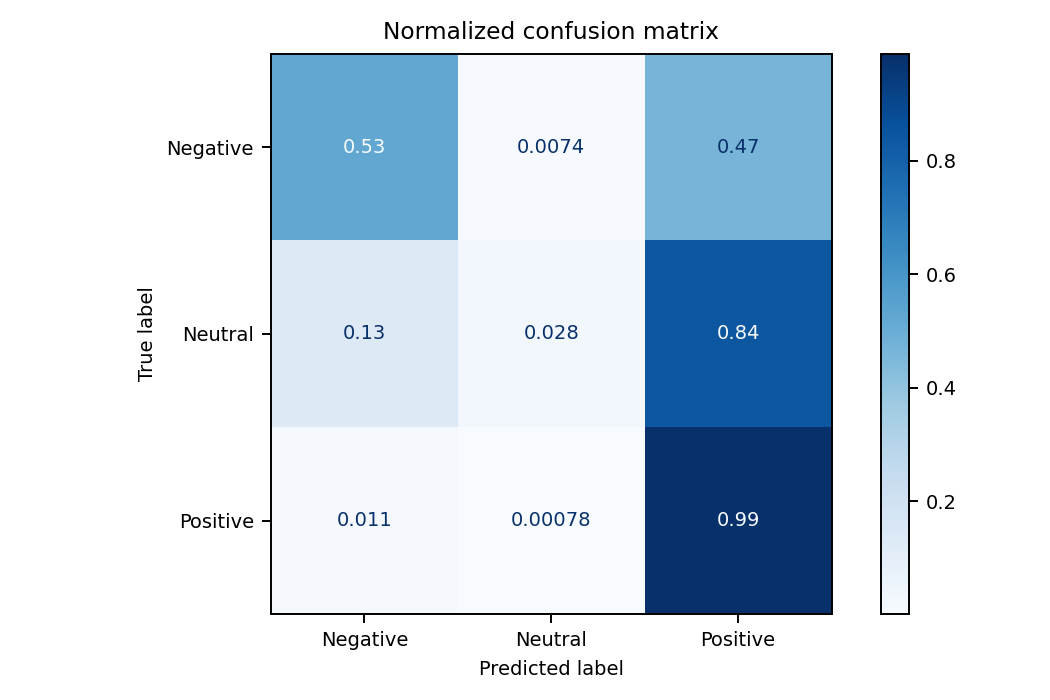 Normalized confusion matrix
Negative 0.53 0.0074 0.47
Neutral 0.13 0.028 0.84
Positive 0.011 0.00078 0.99
Negative Neutral Positive
Predicted label
True label
0.8
0.6
0.4
0.2